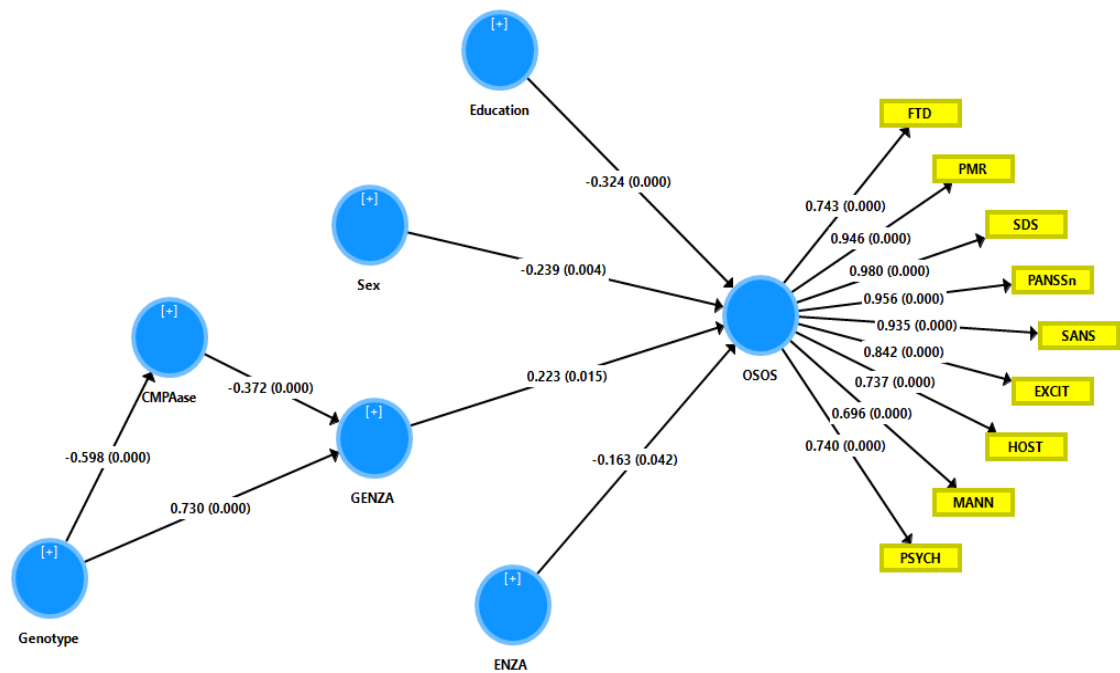 [+]
Education
-0.324 (0.000)
[+]
Sex
-0.239 (0.004)
[+]
CMPAase
-0.372 (0.000)
-0.598 (0.000)
[+]
GENZA
0.730 (0.000)
0.223 (0.015)
[+]
Genotype
-0.163 (0.042)
[+]
ENZA
OSOS
0.743 (0.000)
0.946 (0.000)
0.980 (0.000)
0.956 (0.000)
0.935 (0.000)
0.842 (0.000)
0.737 (0.000)
0.696 (0.000)
0.740 (0.000)
FTD
PMR
SDS
PANSSn
SANS
EXCIT
HOST
MANN
PSYCH